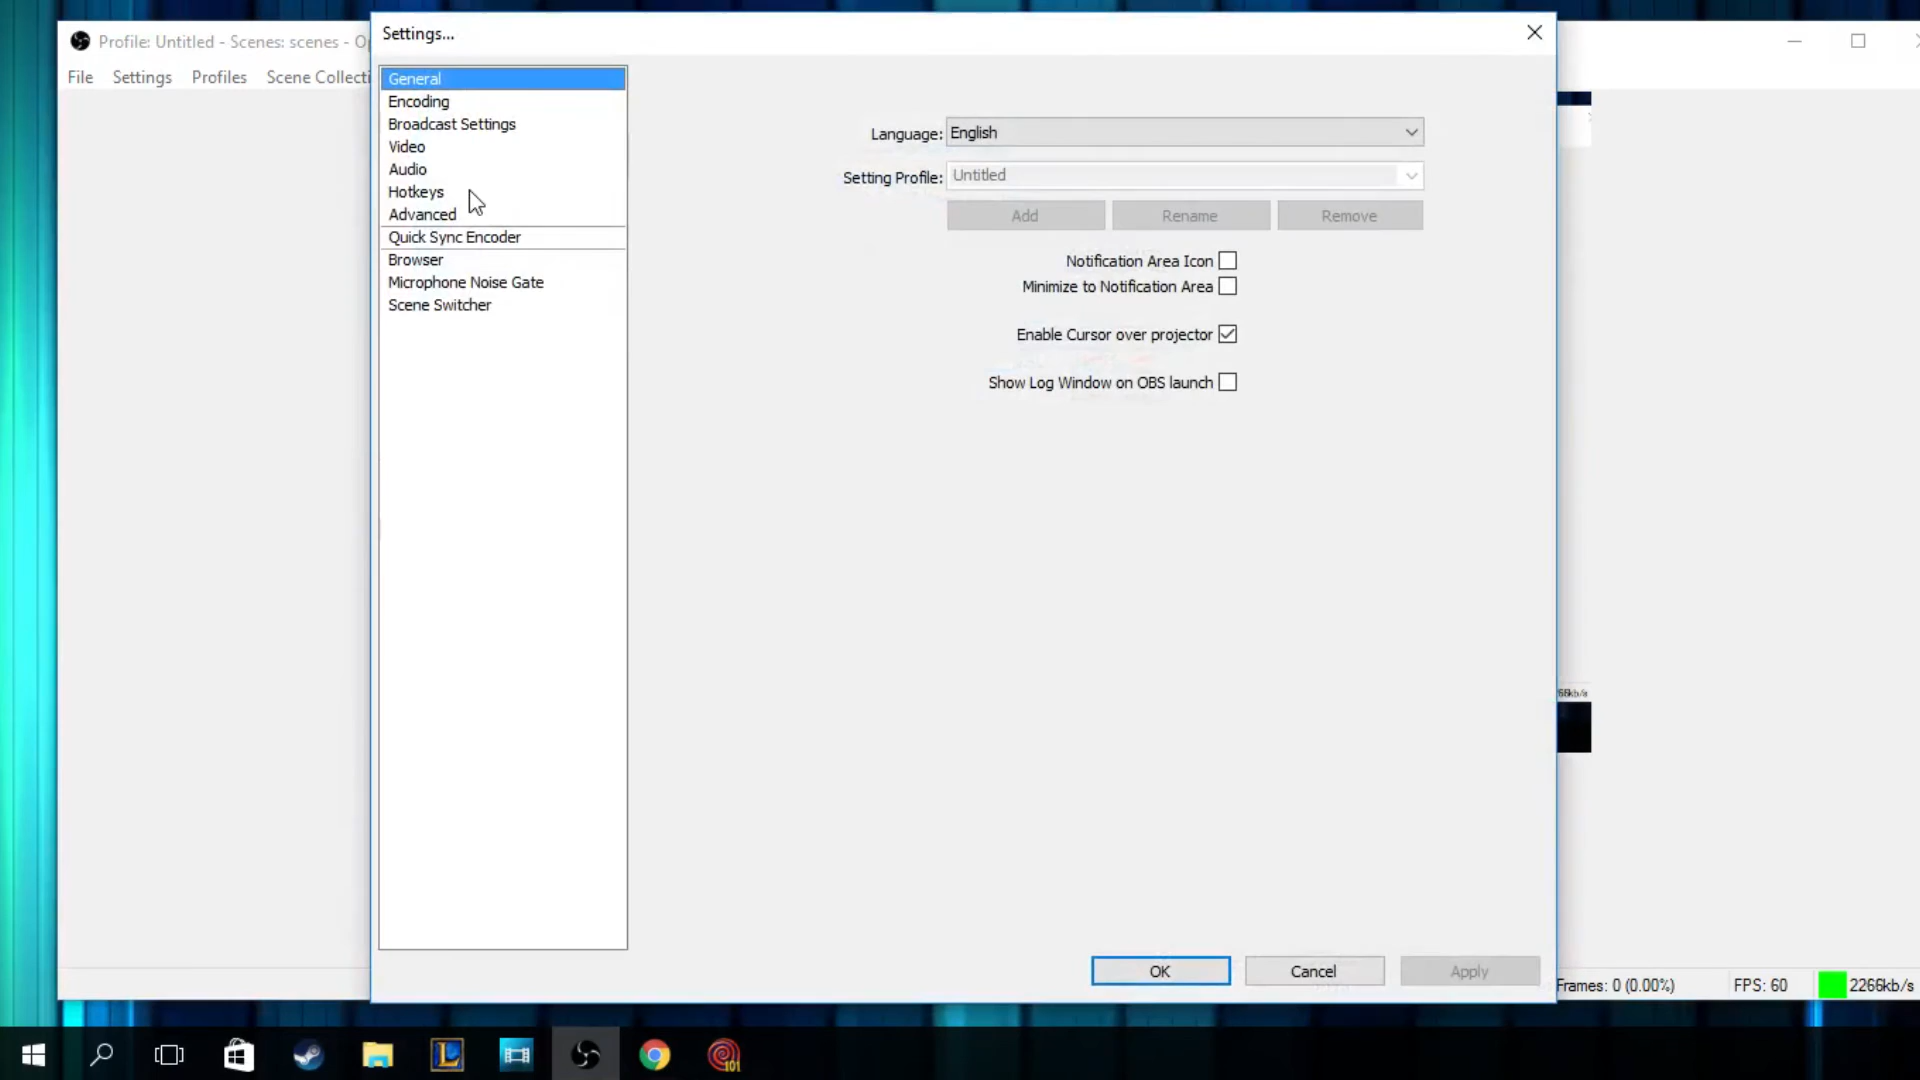 Settings...
Profile: Untitled - Scenes: scenes - Op
File Settings Profiles Scene Collecti
General
Encoding
Broadcast Settings
Video
Audio
Hotkeys
Advanced
Quick Sync Encoder
Browser
Microphone Noise Gate
Scene Switcher
Language: English
Setting Profile: Untitled
Add Rename Remove
Notification Area Icon
Minimize to Notification Area
Enable Cursor over projector
Show Log Window on OBS launch
OK Cancel Apply
Frames: 0 (0.00%) FPS: 60 2266kb/s
L
101